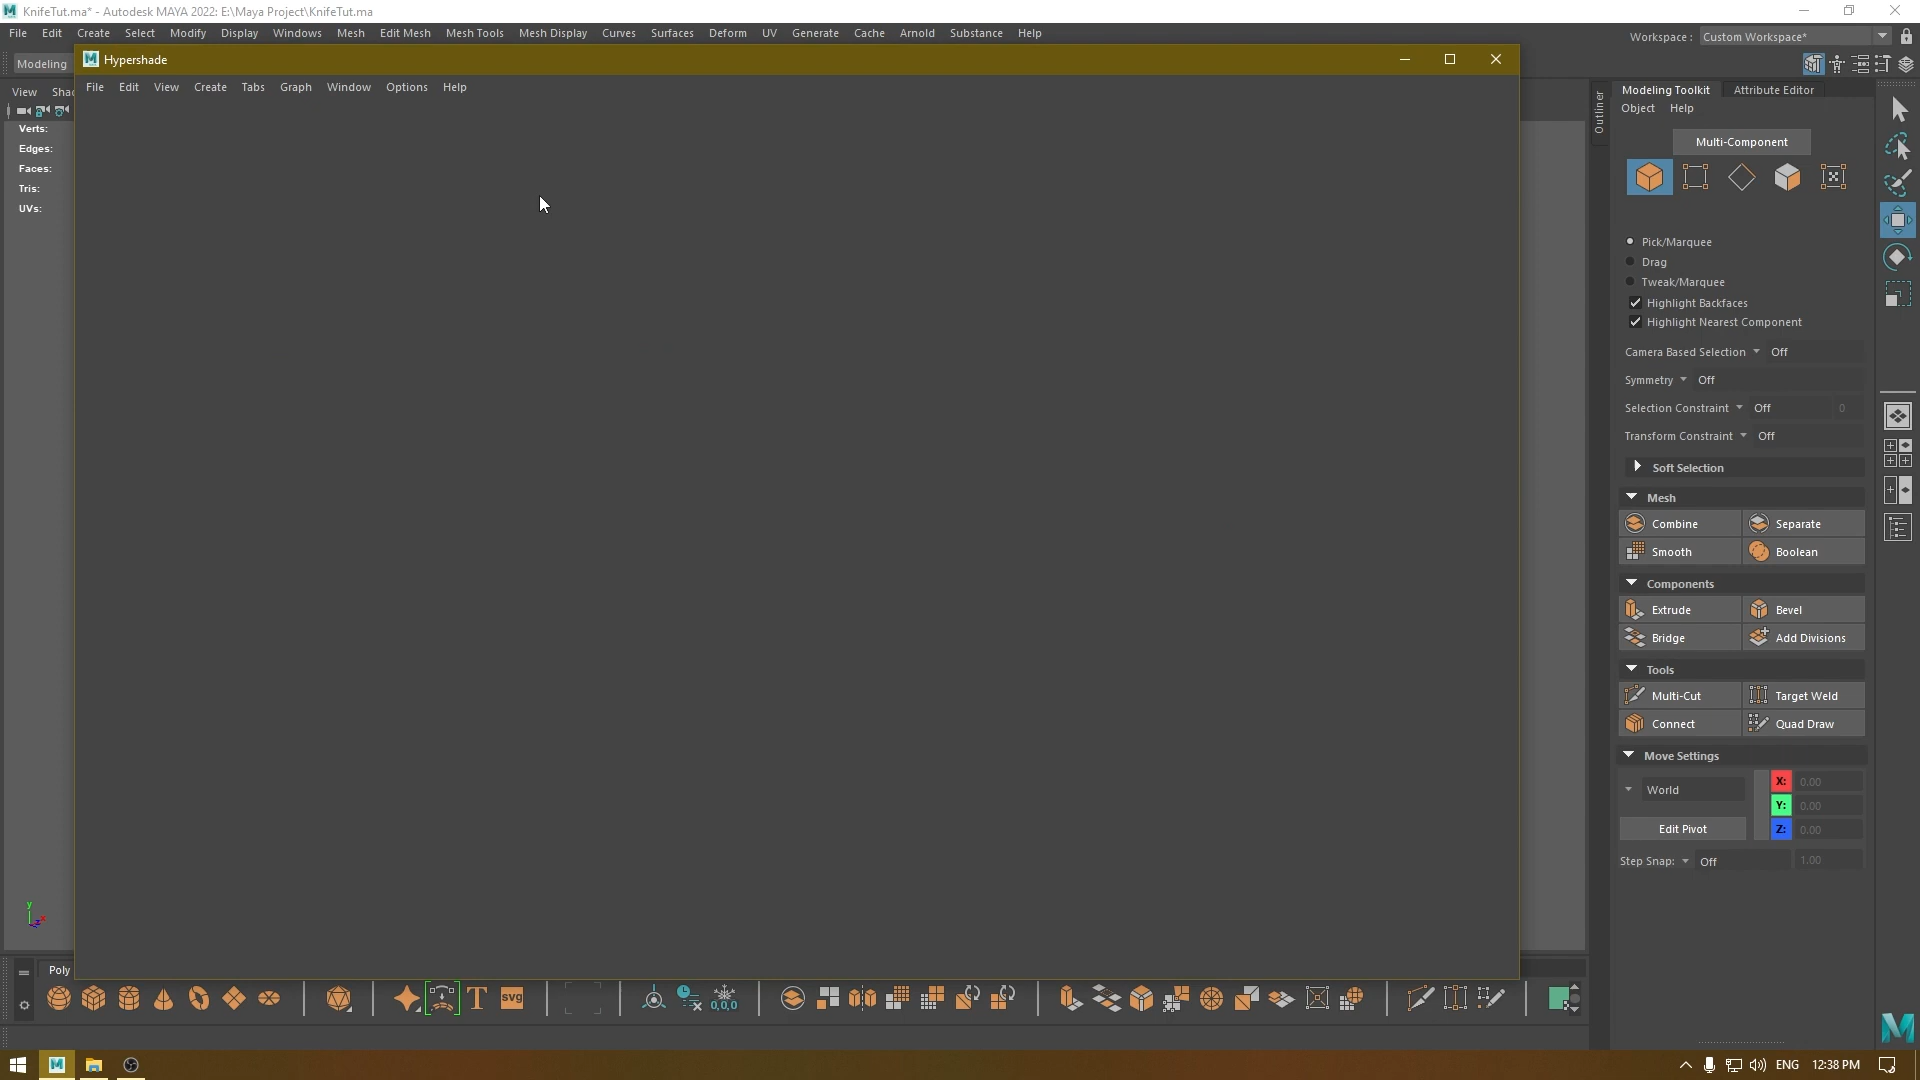 KnifeTut.ma* - Autodesk MAYA 2022: E:\Maya Project\KnifeTut.ma
File Edit Create Select Modify Display Windows Mesh Edit Mesh Mesh Tools Mesh Display Curves Surfaces Deform UV Generate Cache Arnold Substance Help
Workspace : Custom Workspace*
Modeling
Hypershade
File Edit View Create Tabs Graph Window Options Help
View Shad
Verts:
Edges:
Faces:
Tris:
UVs:
Outliner
Modeling Toolkit Attribute Editor
Object Help
Multi-Component
Pick/Marquee
Drag
Tweak/Marquee
Highlight Backfaces
Highlight Nearest Component
Camera Based Selection Off
Symmetry Off
Selection Constraint Off 0
Transform Constraint Off
Soft Selection
Mesh
Combine Separate
Smooth Boolean
Components
Extrude Bevel
Bridge Add Divisions
Tools
Multi-Cut Target Weld
Connect Quad Draw
Move Settings
World
X: 0.00
Y: 0.00
Z: 0.00
Edit Pivot
Step Snap: Off 1.00
y
x
z
Poly
T
SVG
0,0,0
M
ENG 12:38 PM